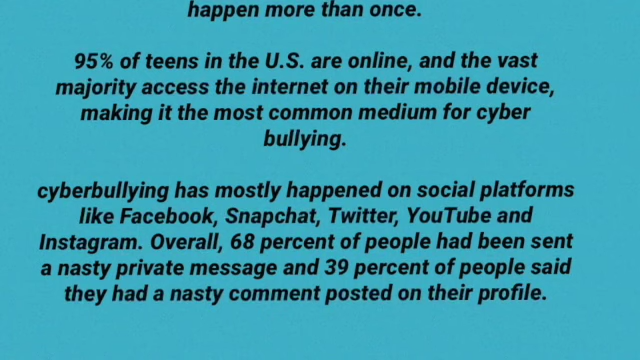 happen more than once.
95% of teens in the U.S. are online, and the vast
majority access the internet on their mobile device,
making it the most common medium for cyber
bullying.
cyberbullying has mostly happened on social platforms
like Facebook, Snapchat, Twitter, YouTube and
Instagram. Overall, 68 percent of people had been sent
a nasty private message and 39 percent of people said
they had a nasty comment posted on their profile.